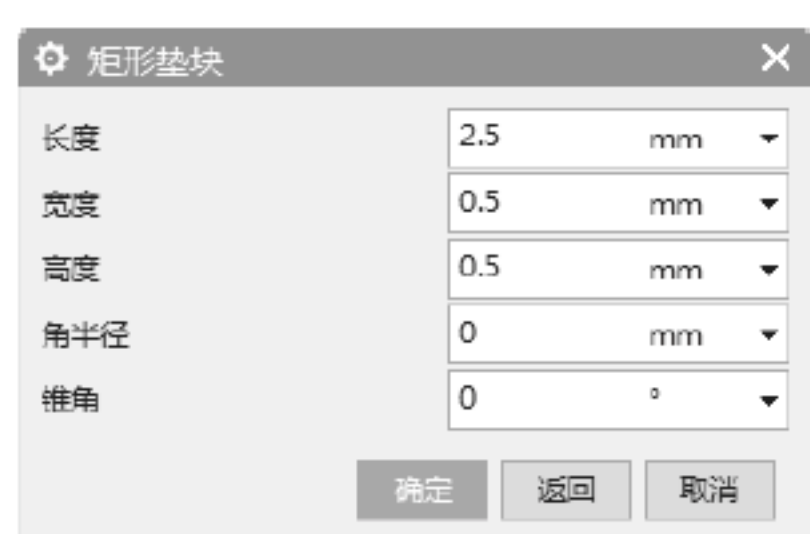 矩形垫块
长度 2.5 mm
宽度 0.5 mm
高度 0.5 mm
角半径 0 mm
锥角 0 °
确定 返回 取消